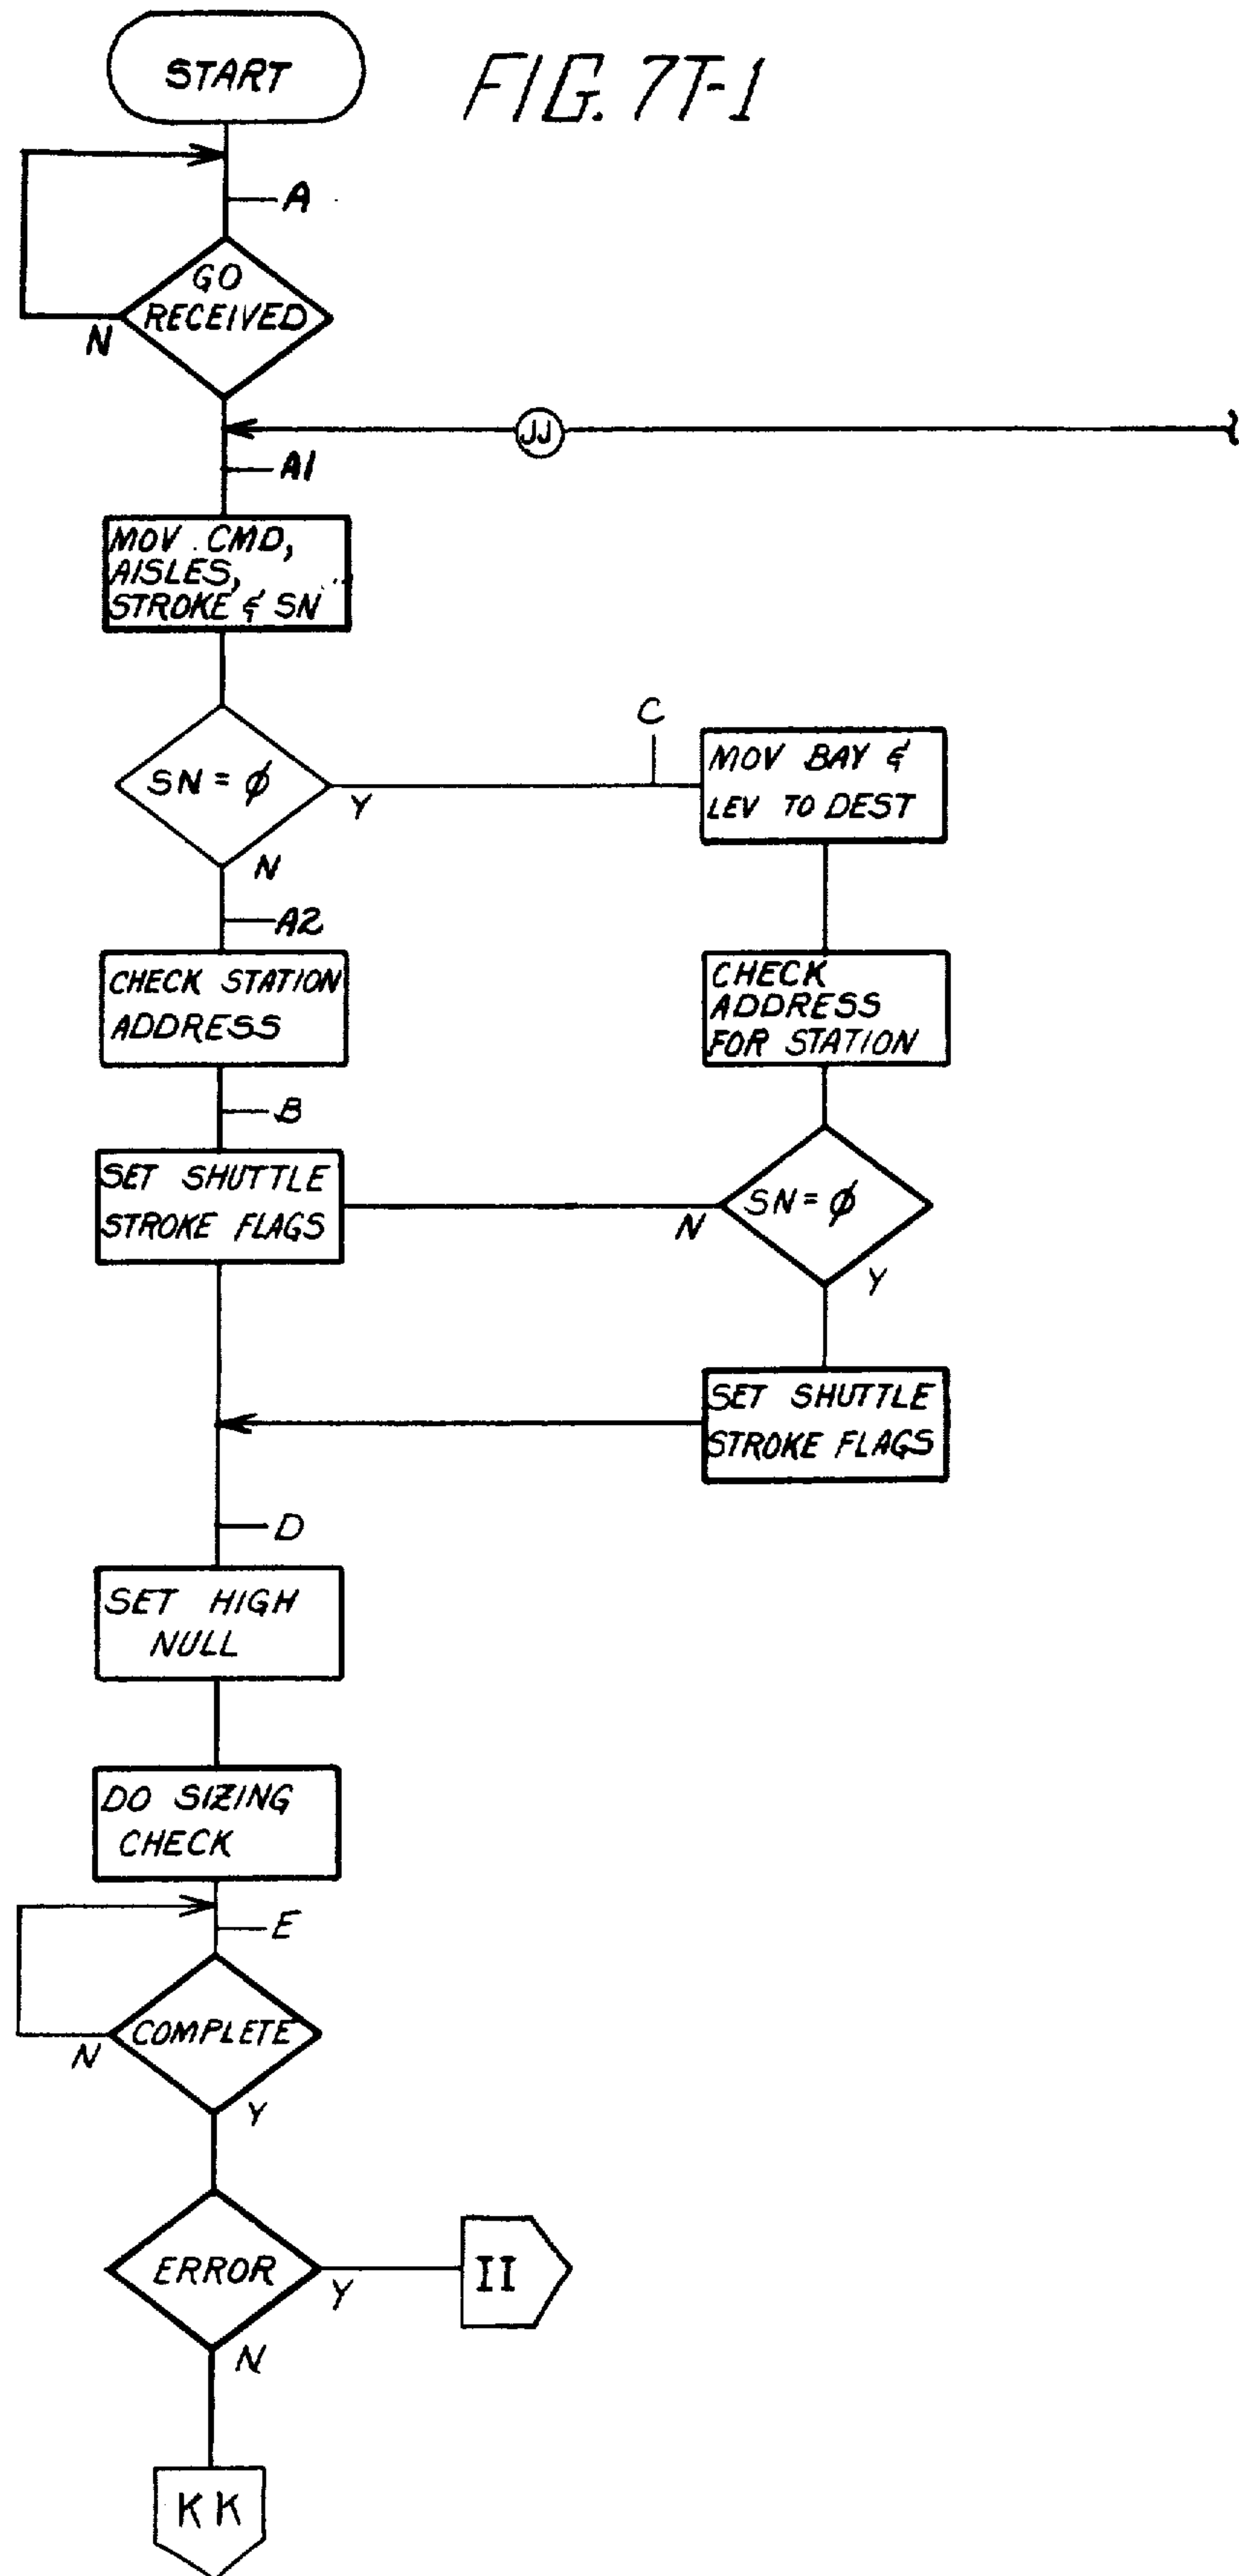 START
FIG. 7T-1
A
GO
RECEIVED
N
JJ
A1
MOV. CMD,
AISLES,
STROKE & SN
SN = ϕ
Y
N
C
MOV BAY &
LEV TO DEST
A2
CHECK STATION
ADDRESS
CHECK
ADDRESS
FOR STATION
B
SET SHUTTLE
STROKE FLAGS
N
SN = ϕ
Y
SET SHUTTLE
STROKE FLAGS
D
SET HIGH
NULL
DO SIZING
CHECK
E
COMPLETE
N
Y
ERROR
Y
II
N
KK